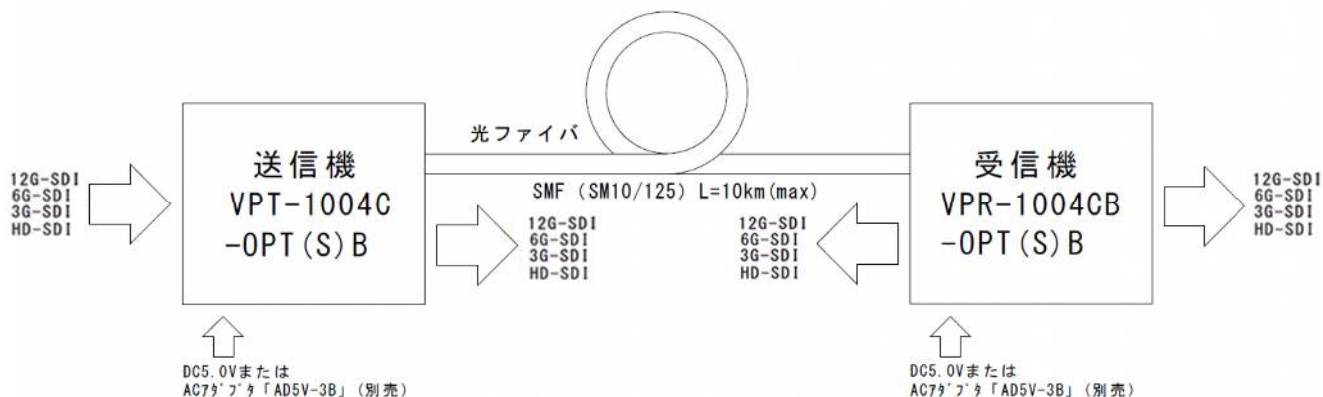 光ファイバ
送信機
VPT-1004C
-OPT(S)B
12G-SDI
6G-SDI
3G-SDI
HD-SDI
SMF (SM10/125) L=10km(max)
12G-SDI
6G-SDI
3G-SDI
HD-SDI
12G-SDI
6G-SDI
3G-SDI
HD-SDI
受信機
VPR-1004CB
-OPT(S)B
12G-SDI
6G-SDI
3G-SDI
HD-SDI
DC5.0Vまたは
ACアダプタ「AD5V-3B」(別売)
DC5.0Vまたは
ACアダプタ「AD5V-3B」(別売)